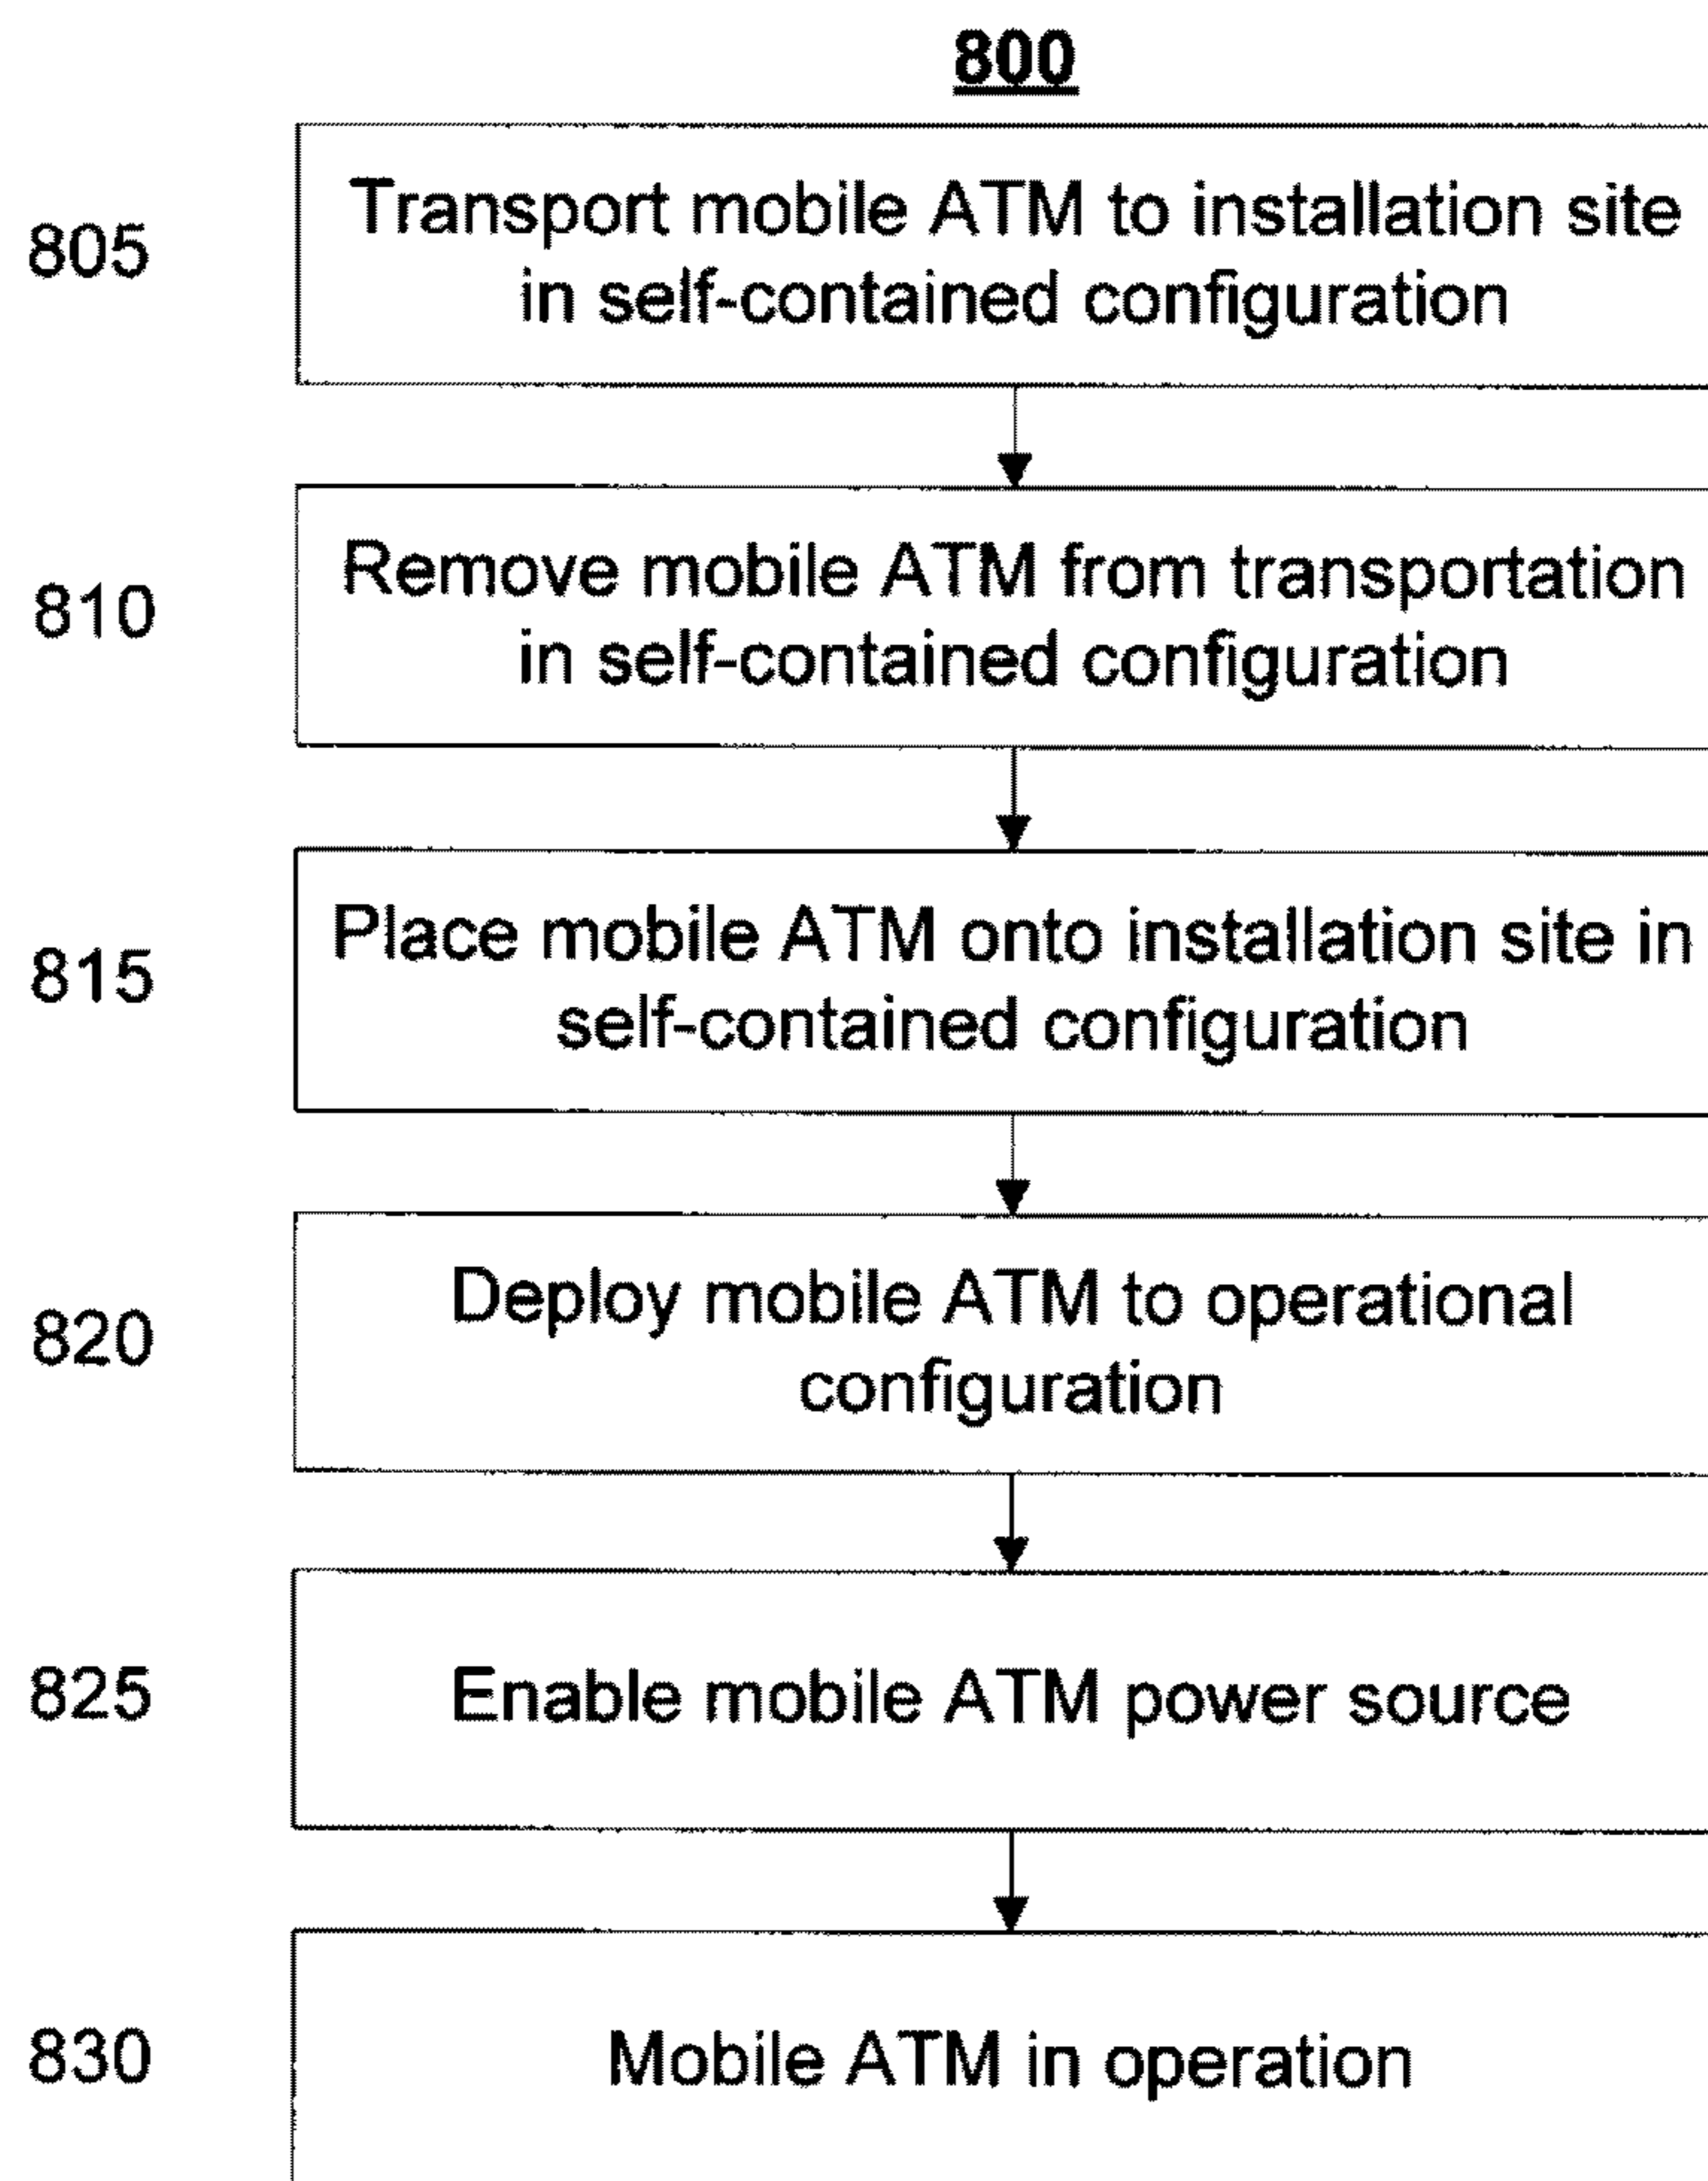 800
805
Transport mobile ATM to installation site
in self-contained configuration
810
Remove mobile ATM from transportation
in self-contained configuration
815
Place mobile ATM onto installation site in
self-contained configuration
820
Deploy mobile ATM to operational
configuration
825
Enable mobile ATM power source
830
Mobile ATM in operation